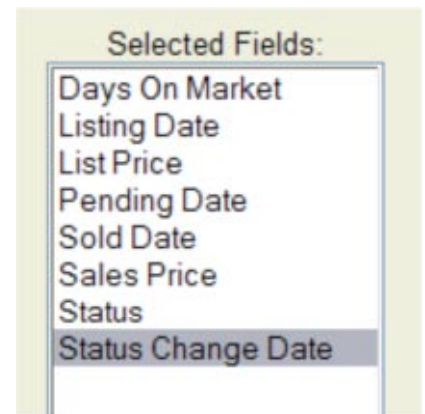 Selected Fields:
Days On Market
Listing Date
List Price
Pending Date
Sold Date
Sales Price
Status
Status Change Date